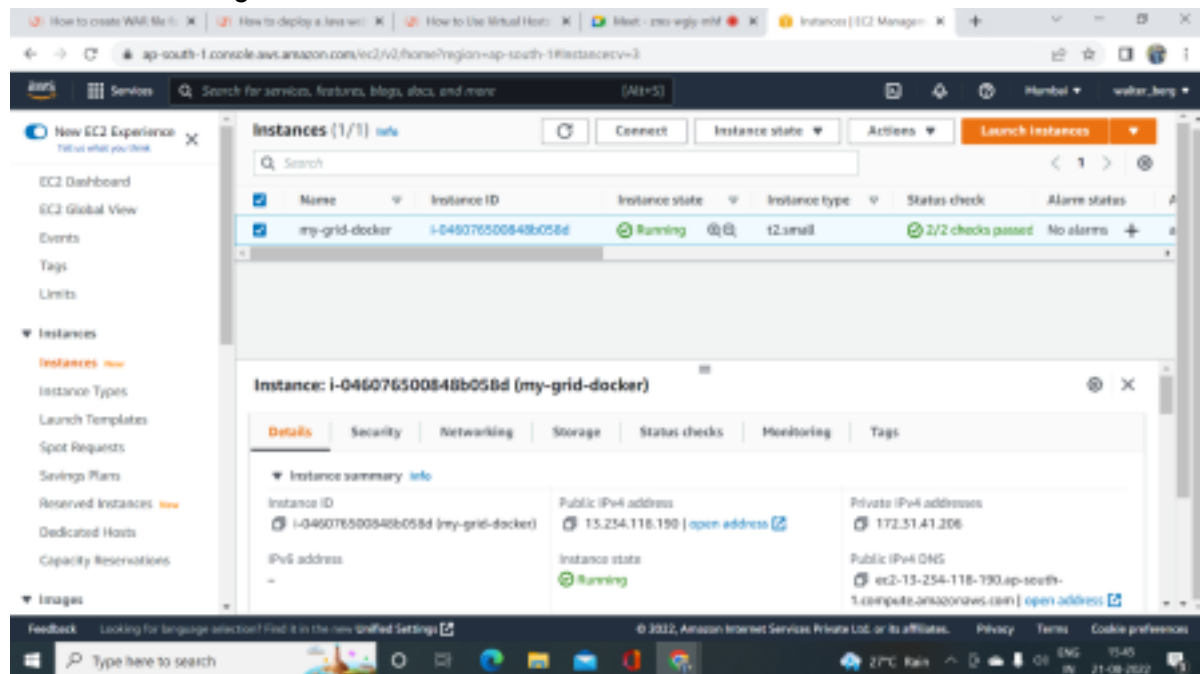 How to create WAR file fr
How to deploy a Java web
How to Use Virtual Hosts
Meet - zms-wgiy-mhf
Instances | EC2 Managem
ap-south-1.console.aws.amazon.com/ec2/v2/home?region=ap-south-1#Instances:v=3
aws
Services
Search for services, features, blogs, docs, and more
[Alt+S]
Mumbai
walter_berg
New EC2 Experience
Tell us what you think
EC2 Dashboard
EC2 Global View
Events
Tags
Limits
Instances
Instances New
Instance Types
Launch Templates
Spot Requests
Savings Plans
Reserved Instances New
Dedicated Hosts
Capacity Reservations
Images
Instances (1/1) Info
Connect
Instance state
Actions
Launch instances
Search
1
Name
Instance ID
Instance state
Instance type
Status check
Alarm status
A
my-grid-docker
i-046076500848b058d
Running
t2.small
2/2 checks passed
No alarms
a
Instance: i-046076500848b058d (my-grid-docker)
Details
Security
Networking
Storage
Status checks
Monitoring
Tags
Instance summary Info
Instance ID
i-046076500848b058d (my-grid-docker)
Public IPv4 address
13.234.118.190 | open address
Private IPv4 addresses
172.31.41.206
IPv6 address
–
Instance state
Running
Public IPv4 DNS
ec2-13-234-118-190.ap-south-
1.compute.amazonaws.com | open address
Feedback
Looking for language selection? Find it in the new Unified Settings
© 2022, Amazon Internet Services Private Ltd. or its affiliates.
Privacy
Terms
Cookie preferences
Type here to search
27°C Rain
ENG
IN
15:45
21-08-2022